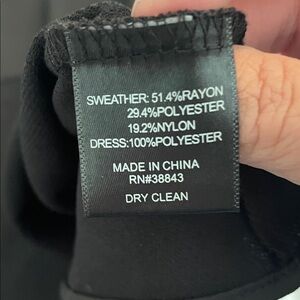 SWEATER: 51.4%RAYON
29.4%POLYESTER
19.2%NYLON
DRESS:100%POLYESTER
MADE IN CHINA
RN#38843
DRY CLEAN